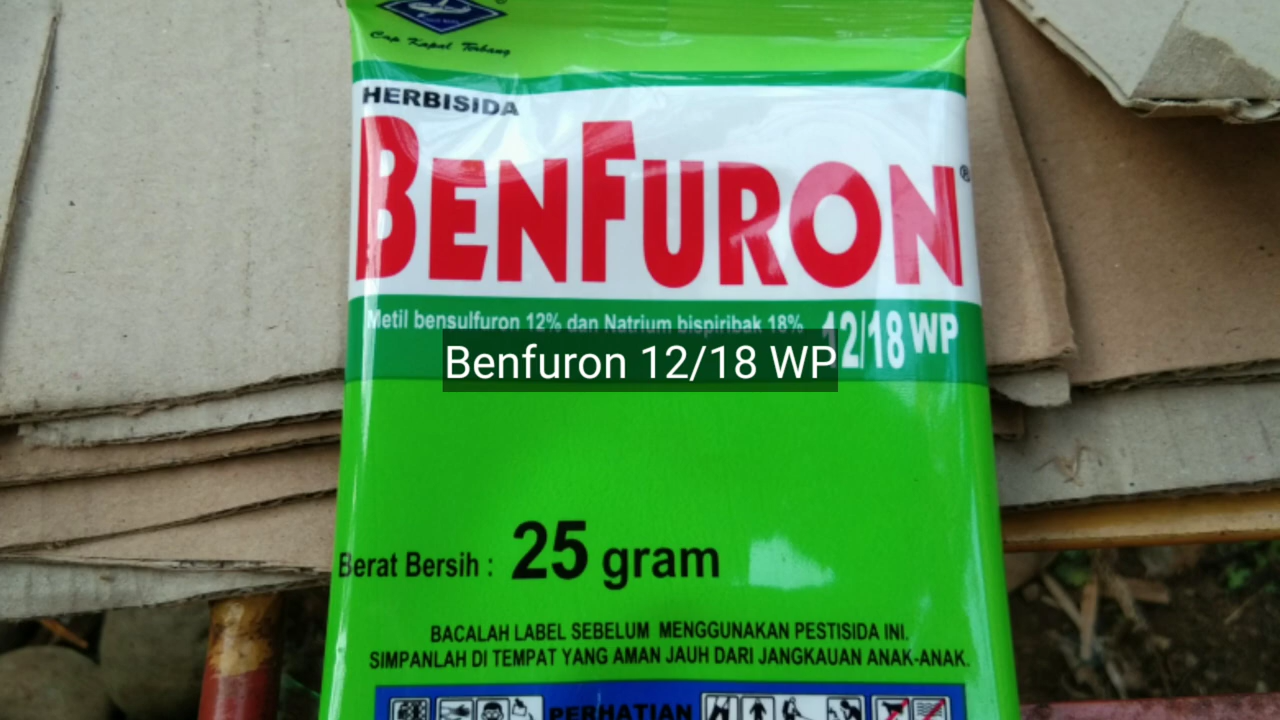 Cap Kapal Terbang
HERBISIDA
BENFURON®
Metil bensulfuron 12% dan Natrium bispiribak 18%
12/18 WP
Benfuron 12/18 WP
Berat Bersih : 25 gram
BACALAH LABEL SEBELUM MENGGUNAKAN PESTISIDA INI.
SIMPANLAH DI TEMPAT YANG AMAN JAUH DARI JANGKAUAN ANAK-ANAK.
PERHATIAN